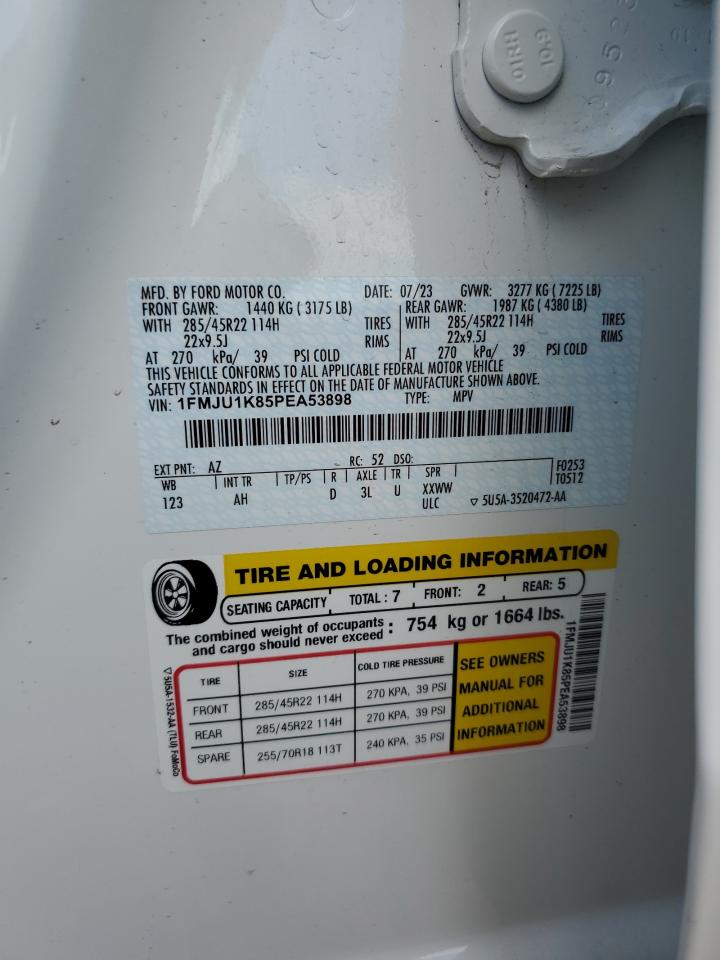 0188
10.9
MFD. BY FORD MOTOR CO. DATE: 07/23 GVWR: 3277 KG ( 7225 LB)
FRONT GAWR: 1440 KG ( 3175 LB) REAR GAWR: 1987 KG ( 4380 LB)
WITH 285/45R22 114H TIRES WITH 285/45R22 114H TIRES
22x9.5J RIMS 22x9.5J RIMS
AT 270 kPa/ 39 PSI COLD AT 270 kPa/ 39 PSI COLD
THIS VEHICLE CONFORMS TO ALL APPLICABLE FEDERAL MOTOR VEHICLE
SAFETY STANDARDS IN EFFECT ON THE DATE OF MANUFACTURE SHOWN ABOVE.
VIN: 1FMJU1K85PEA53898 TYPE: MPV
EXT PNT: AZ RC: 52 DSO: F0253
WB INT TR TP/PS R AXLE TR SPR T0512
123 AH D 3L U XXWW
ULC ▽ 5U5A-3520472-AA
TIRE AND LOADING INFORMATION
SEATING CAPACITY TOTAL : 7 FRONT: 2 REAR: 5
The combined weight of occupants
and cargo should never exceed : 754 kg or 1664 lbs.
TIRE SIZE COLD TIRE PRESSURE
FRONT 285/45R22 114H 270 KPA, 39 PSI
REAR 285/45R22 114H 270 KPA, 39 PSI
SPARE 255/70R18 113T 240 KPA, 35 PSI
SEE OWNERS
MANUAL FOR
ADDITIONAL
INFORMATION
1FMJU1K85PEA53898
▽ 5U5A-1532-AA (TLU) FoMoCo